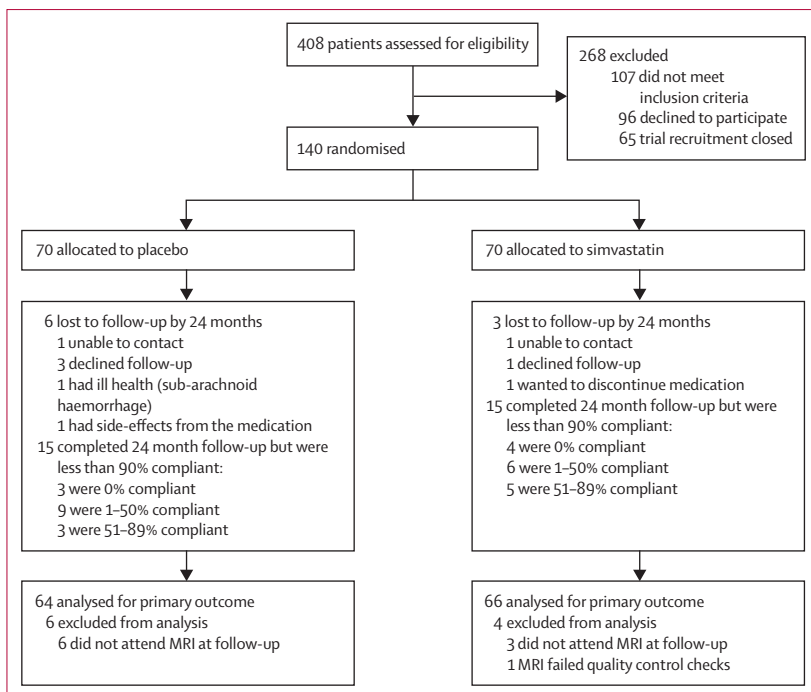 408 patients assessed for eligibility
268 excluded
107 did not meet
inclusion criteria
96 declined to participate
65 trial recruitment closed
140 randomised
70 allocated to placebo
70 allocated to simvastatin
6 lost to follow-up by 24 months
1 unable to contact
3 declined follow-up
1 had ill health (sub-arachnoid
haemorrhage)
1 had side-effects from the medication
15 completed 24 month follow-up but were
less than 90% compliant:
3 were 0% compliant
9 were 1–50% compliant
3 were 51–89% compliant
3 lost to follow-up by 24 months
1 unable to contact
1 declined follow-up
1 wanted to discontinue medication
15 completed 24 month follow-up but were
less than 90% compliant:
4 were 0% compliant
6 were 1–50% compliant
5 were 51–89% compliant
64 analysed for primary outcome
6 excluded from analysis
6 did not attend MRI at follow-up
66 analysed for primary outcome
4 excluded from analysis
3 did not attend MRI at follow-up
1 MRI failed quality control checks